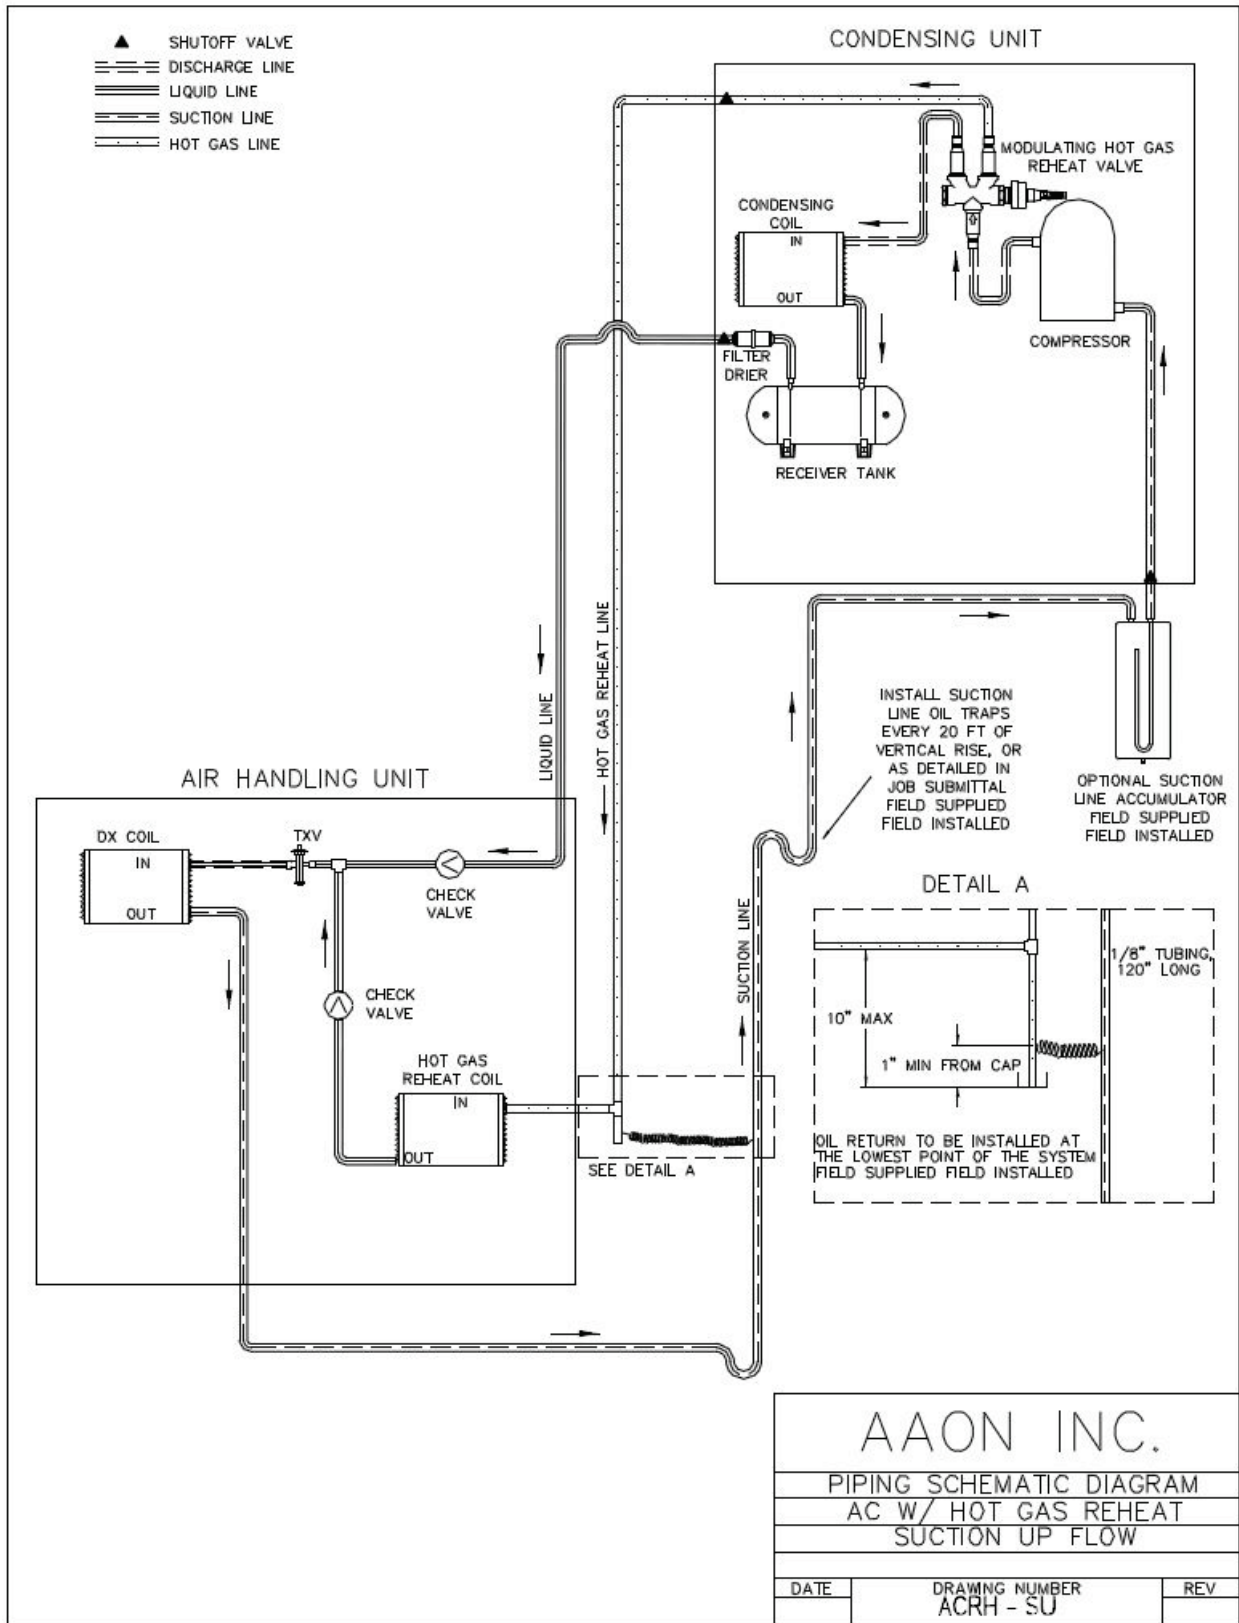 SHUTOFF VALVE
DISCHARGE LINE
LIQUID LINE
SUCTION LINE
HOT GAS LINE
CONDENSING UNIT
MODULATING HOT GAS
REHEAT VALVE
CONDENSING
COIL
IN
OUT
COMPRESSOR
FILTER
DRIER
RECEIVER TANK
LIQUID LINE
HOT GAS REHEAT LINE
INSTALL SUCTION
LINE OIL TRAPS
EVERY 20 FT OF
VERTICAL RISE, OR
AS DETAILED IN
JOB SUBMITTAL
FIELD SUPPLIED
FIELD INSTALLED
OPTIONAL SUCTION
LINE ACCUMULATOR
FIELD SUPPLIED
FIELD INSTALLED
AIR HANDLING UNIT
DX COIL
IN
OUT
TXV
CHECK
VALVE
CHECK
VALVE
HOT GAS
REHEAT COIL
IN
OUT
SUCTION LINE
SEE DETAIL A
DETAIL A
1/8" TUBING,
120" LONG
10" MAX
1" MIN FROM CAP
OIL RETURN TO BE INSTALLED AT
THE LOWEST POINT OF THE SYSTEM
FIELD SUPPLIED FIELD INSTALLED
AAON INC.
PIPING SCHEMATIC DIAGRAM
AC W/ HOT GAS REHEAT
SUCTION UP FLOW
DATE
DRAWING NUMBER
REV
ACRH - SU